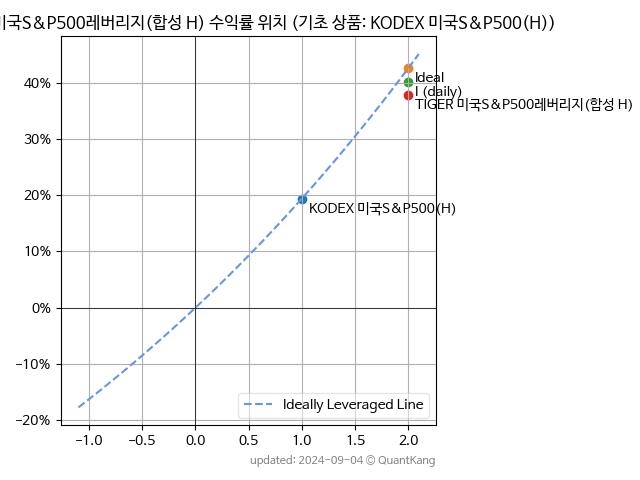 미국S&P500레버리지(합성 H) 수익률 위치 (기초 상품: KODEX 미국S&P500(H))
40%
30%
20%
10%
0%
−10%
−20%
Ideal
I (daily)
TIGER 미국S&P500레버리지(합성 H)
KODEX 미국S&P500(H)
Ideally Leveraged Line
−1.0 −0.5 0.0 0.5 1.0 1.5 2.0
updated: 2024-09-04 © QuantKang